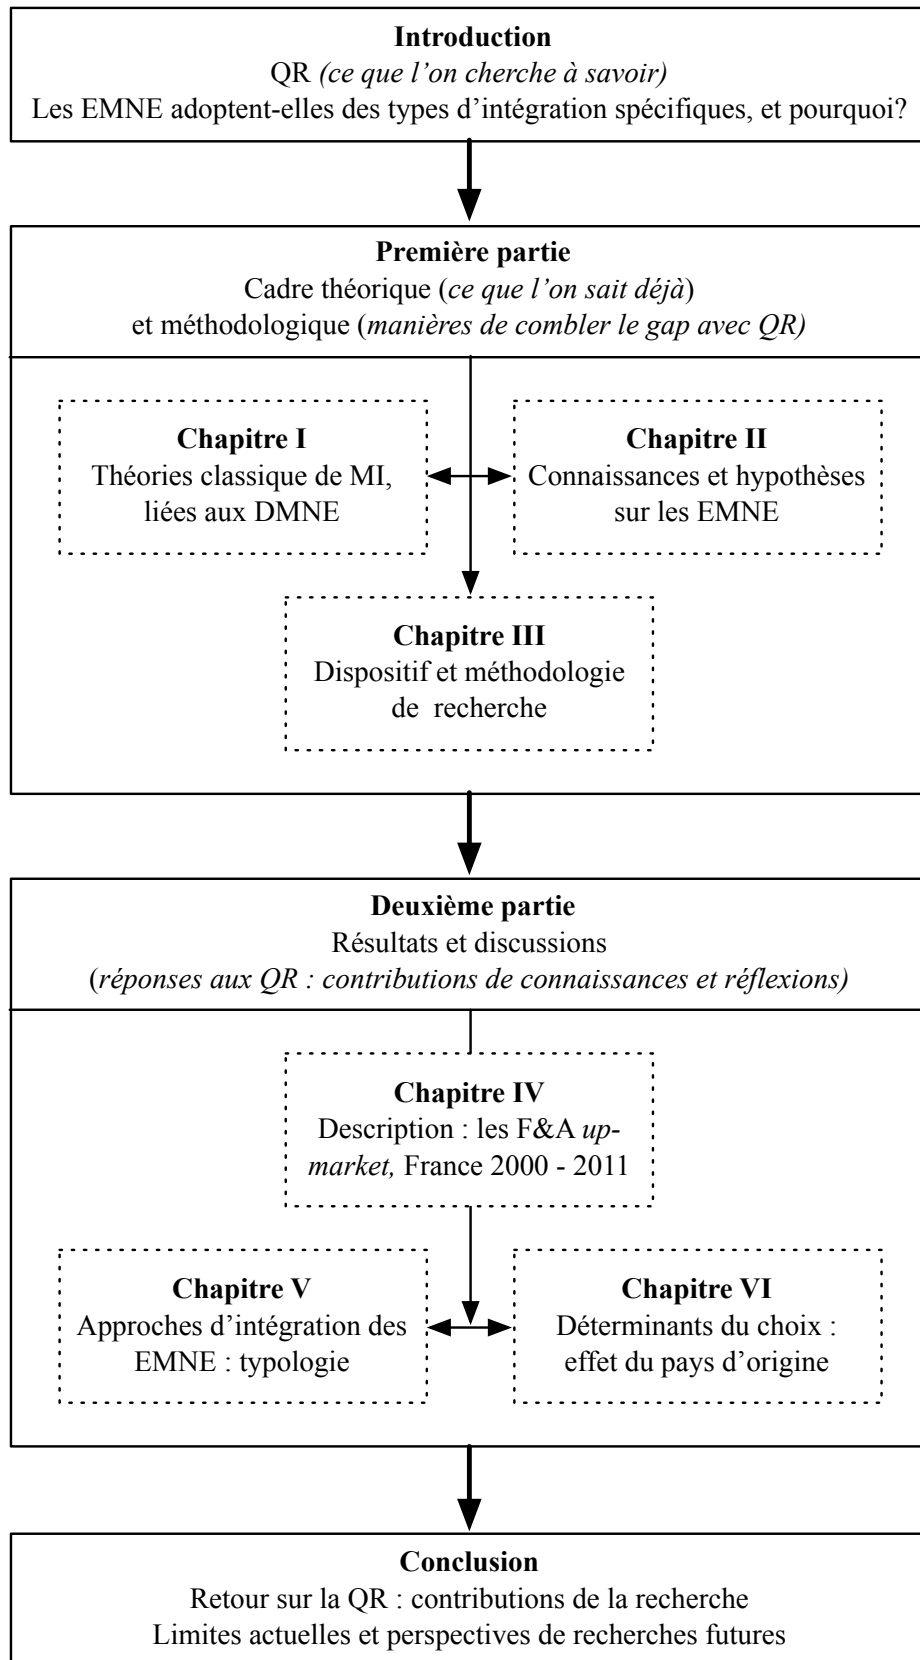 Introduction
QR (ce que l'on cherche à savoir)
Les EMNE adoptent-elles des types d'intégration spécifiques, et pourquoi?
Première partie
Cadre théorique (ce que l'on sait déjà)
et méthodologique (manières de combler le gap avec QR)
Chapitre I
Théories classique de MI,
liées aux DMNE
Chapitre II
Connaissances et hypothèses
sur les EMNE
Chapitre III
Dispositif et méthodologie
de recherche
Deuxième partie
Résultats et discussions
(réponses aux QR : contributions de connaissances et réflexions)
Chapitre IV
Description : les F&A up-
market, France 2000 - 2011
Chapitre V
Approches d'intégration des
EMNE : typologie
Chapitre VI
Déterminants du choix :
effet du pays d'origine
Conclusion
Retour sur la QR : contributions de la recherche
Limites actuelles et perspectives de recherches futures